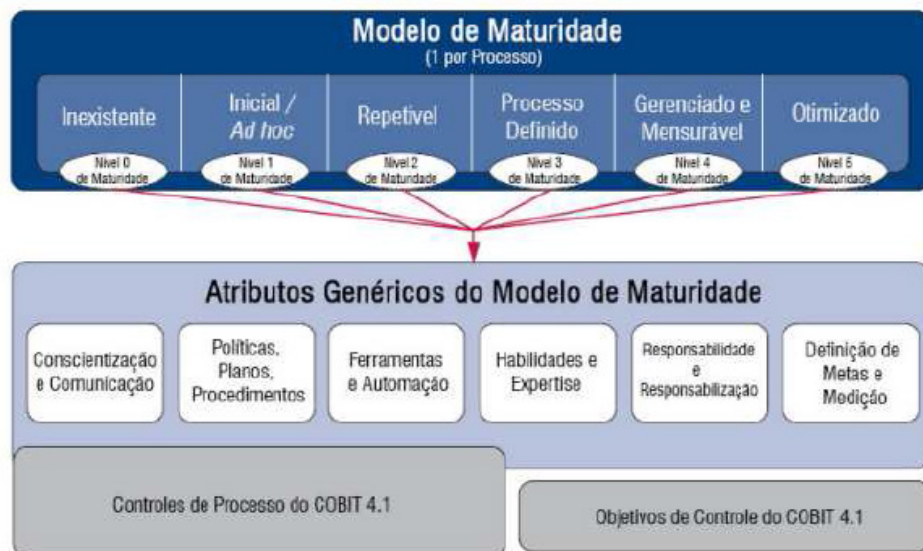 Modelo de Maturidade
(1 por Processo)
Inexistente
Inicial /
Ad hoc
Repetível
Processo
Definido
Gerenciado e
Mensurável
Otimizado
Nível 0
de Maturidade
Nível 1
de Maturidade
Nível 2
de Maturidade
Nível 3
de Maturidade
Nível 4
de Maturidade
Nível 5
de Maturidade
Atributos Genéricos do Modelo de Maturidade
Conscientização
e Comunicação
Políticas,
Planos,
Procedimentos
Ferramentas
e Automação
Habilidades e
Expertise
Responsabilidade
e
Responsabilização
Definição de
Metas e
Medição
Controles de Processo do COBIT 4.1
Objetivos de Controle do COBIT 4.1